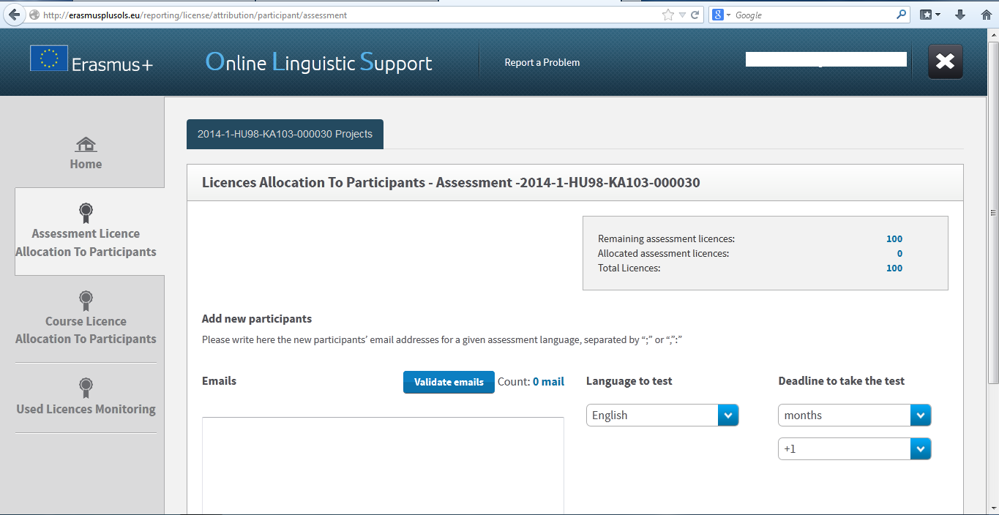 http://erasmusplusols.eu/reporting/license/attribution/participant/assessment
8 Google
Erasmus+
Online Linguistic Support
Report a Problem
2014-1-HU98-KA103-000030 Projects
Home
Licences Allocation To Participants - Assessment -2014-1-HU98-KA103-000030
Assessment Licence
Allocation To Participants
Remaining assessment licences: 100
Allocated assessment licences: 0
Total Licences: 100
Course Licence
Allocation To Participants
Add new participants
Please write here the new participants’ email addresses for a given assessment language, separated by “;” or “,”:”
Used Licences Monitoring
Emails
Validate emails Count: 0 mail
Language to test
Deadline to take the test
English
months
+1